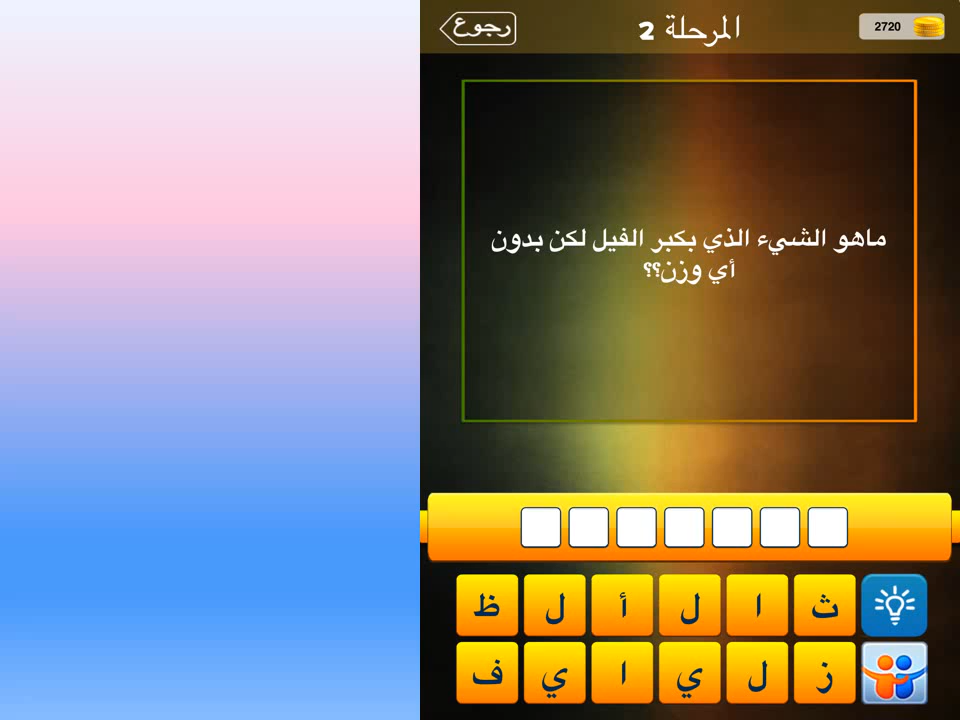 رجوع
المرحلة 2
2720
ماهو الشيء الذي بكبر الفيل لكن بدون
أي وزن؟؟
ظ ل أ ل ا ث
ف ي ا ي ل ز